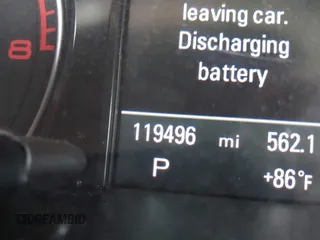 leaving car.
Discharging
battery
8
119496 mi 562.1
P +86°F